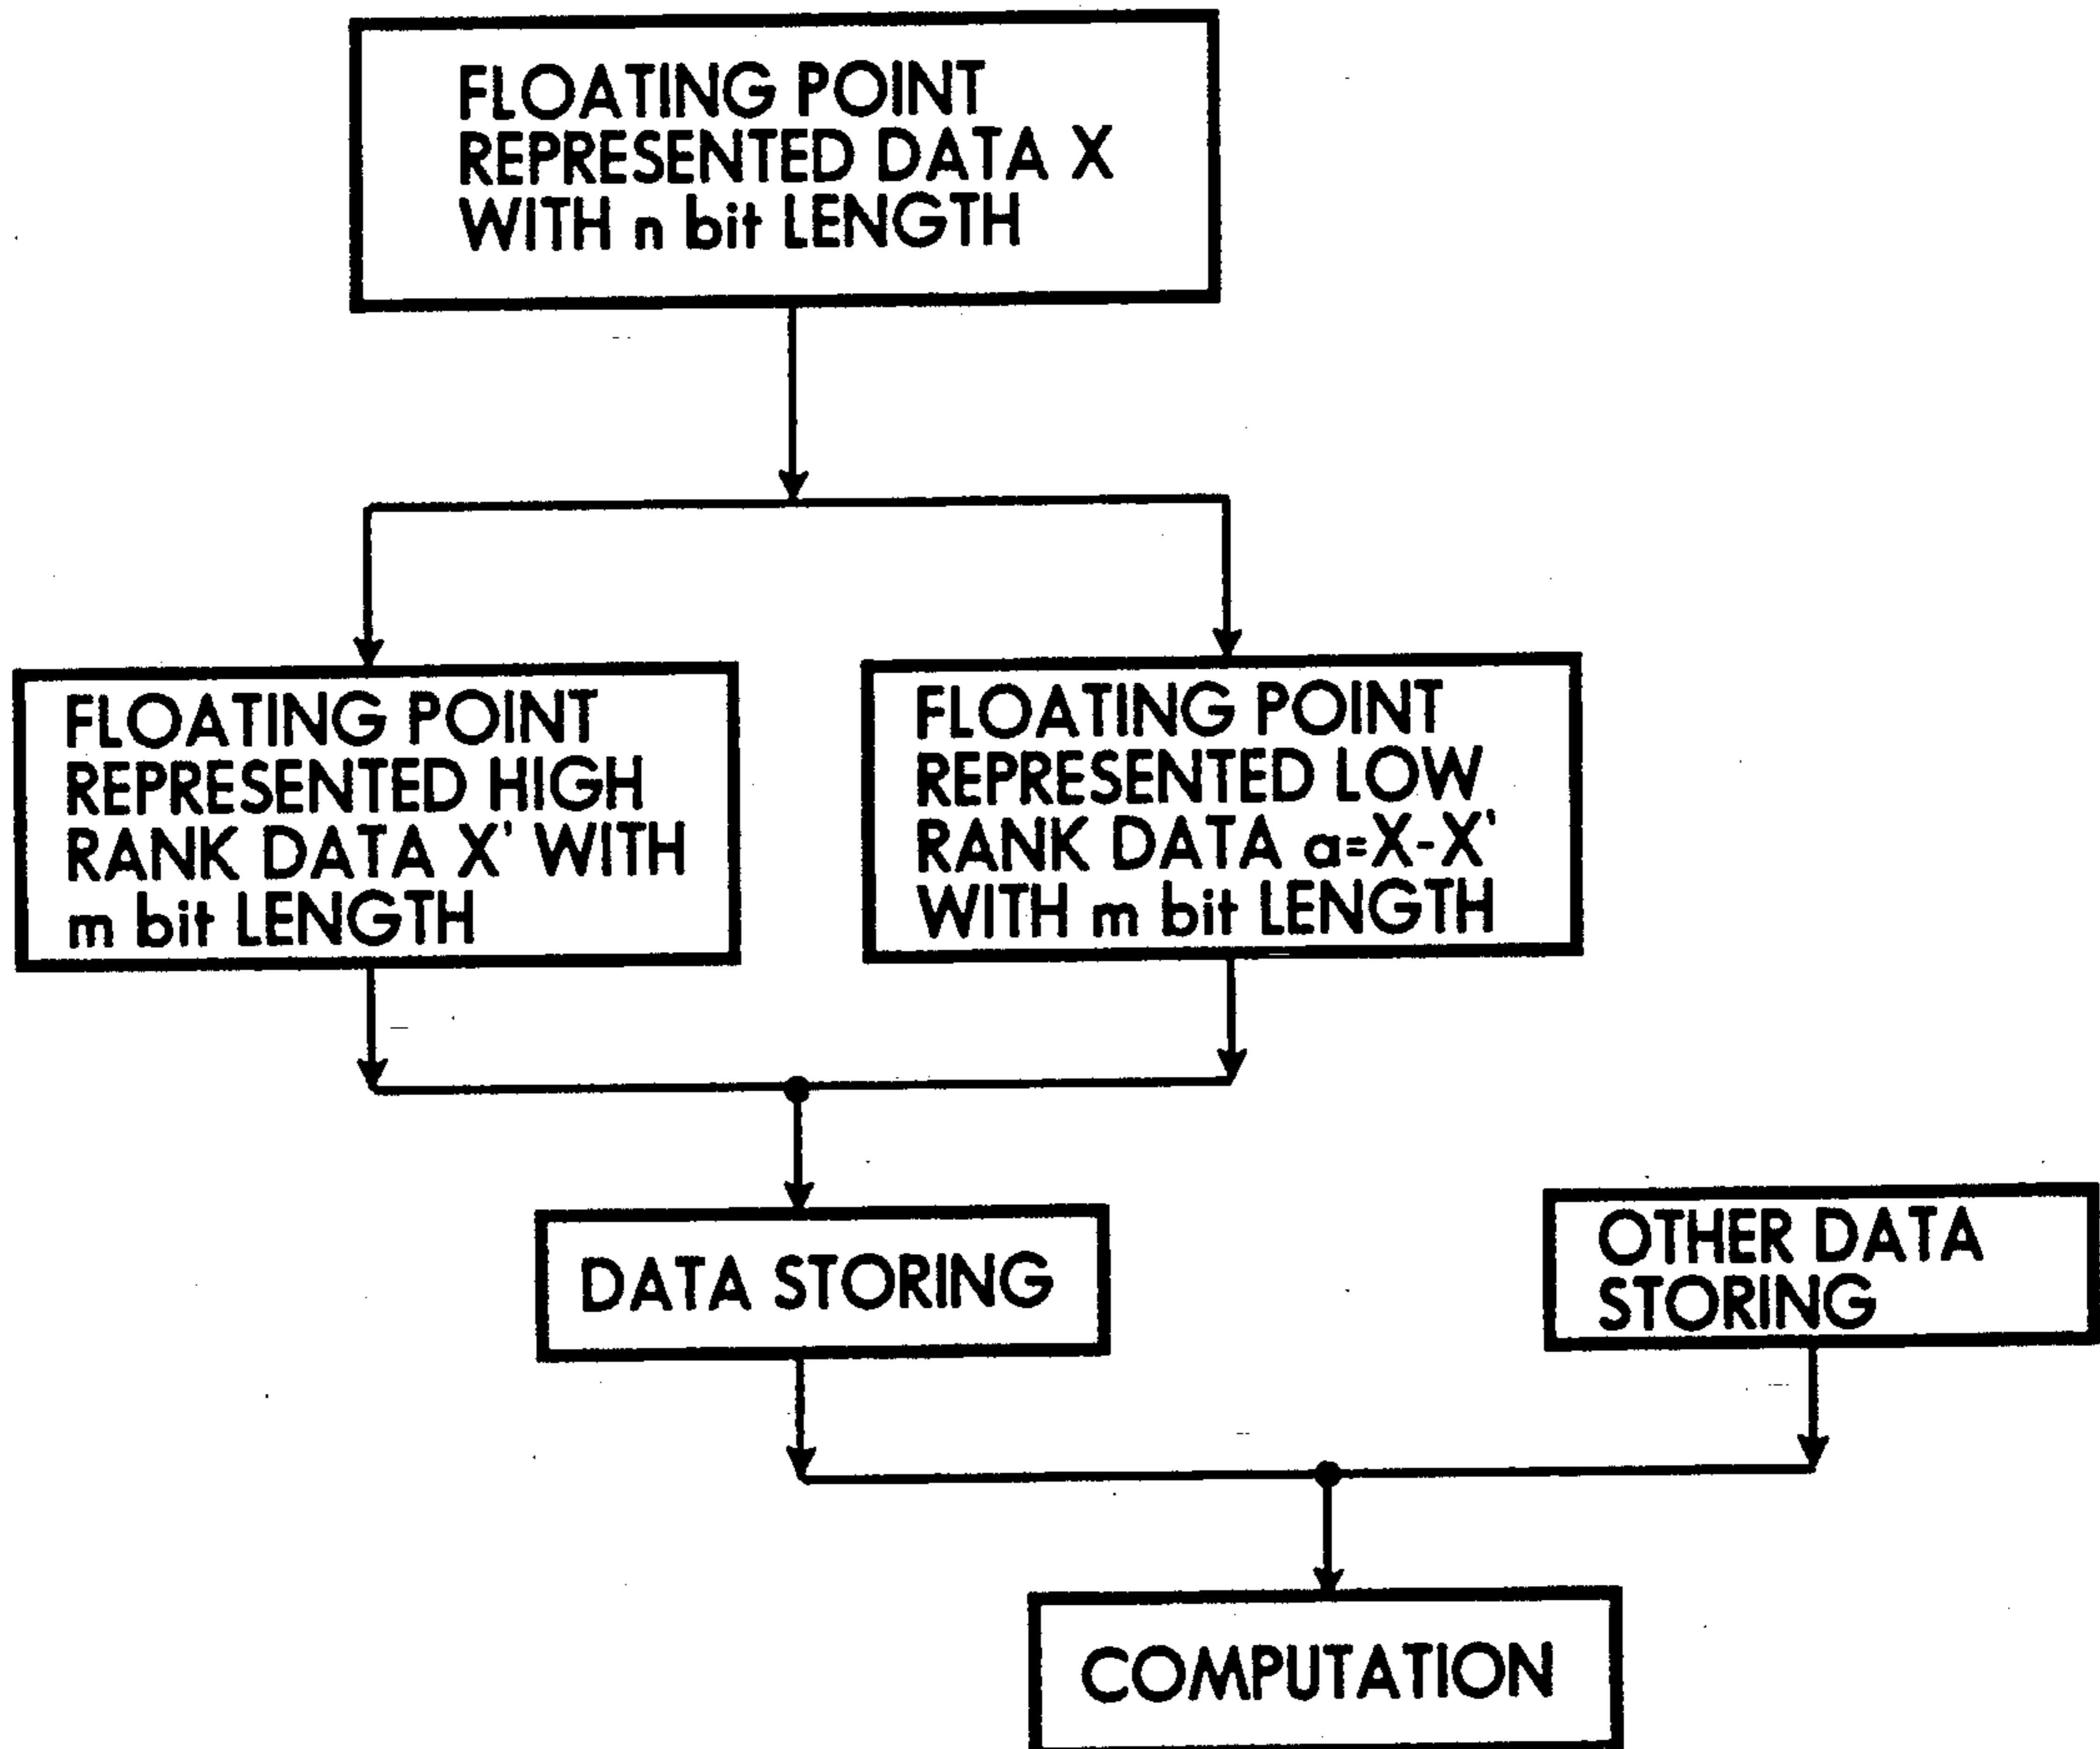 FLOATING POINT
REPRESENTED DATA X
WITH n bit LENGTH
FLOATING POINT
REPRESENTED HIGH
RANK DATA X' WITH
m bit LENGTH
FLOATING POINT
REPRESENTED LOW
RANK DATA a=X-X'
WITH m bit LENGTH
DATA STORING
OTHER DATA
STORING
COMPUTATION